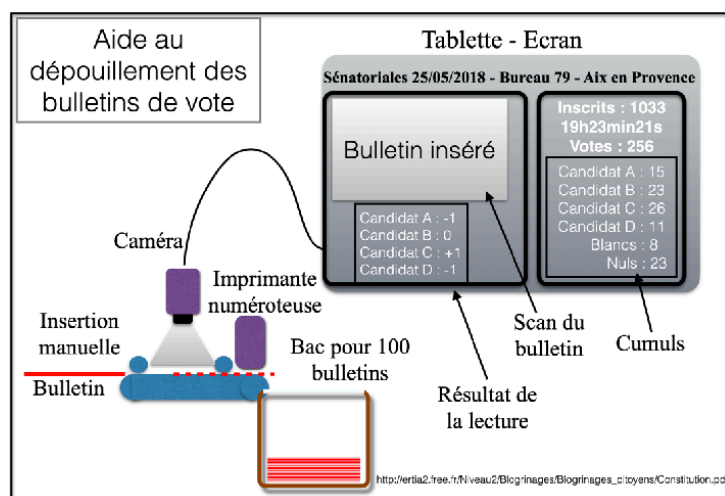 Aide au
dépouillement des
bulletins de vote
Tablette - Ecran
Sénatoriales 25/05/2018 - Bureau 79 - Aix en Provence
Bulletin inséré
Candidat A : -1
Candidat B : 0
Candidat C : +1
Candidat D : -1
Inscrits : 1033
19h23min21s
Votes : 256
Candidat A : 15
Candidat B : 23
Candidat C : 26
Candidat D : 11
Blancs : 8
Nuls : 23
Caméra
Imprimante
numéroteuse
Insertion
manuelle
Bulletin
Bac pour 100
bulletins
Scan du
bulletin
Cumuls
Résultat de
la lecture
http://ertia2.free.fr/Niveau2/Blogrinages/Blogrinages_citoyens/Constitution.pd